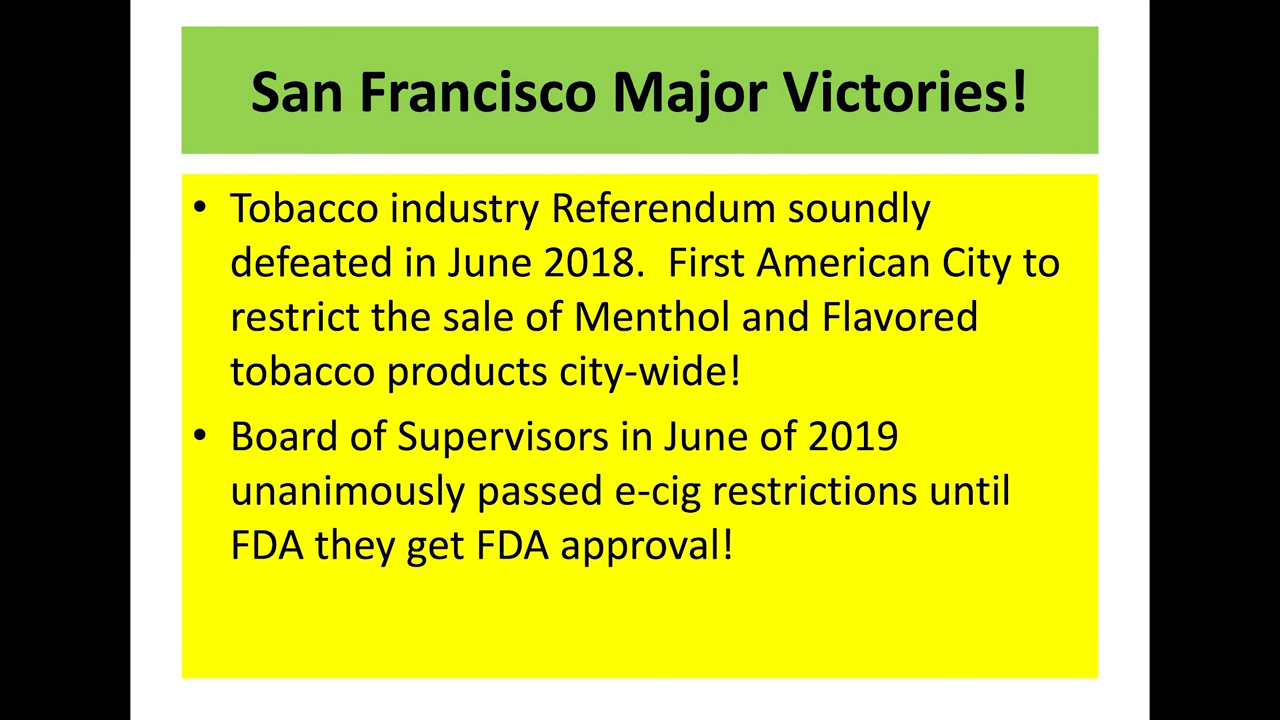 San Francisco Major Victories!
• Tobacco industry Referendum soundly
defeated in June 2018.  First American City to
restrict the sale of Menthol and Flavored
tobacco products city-wide!
• Board of Supervisors in June of 2019
unanimously passed e-cig restrictions until
FDA they get FDA approval!